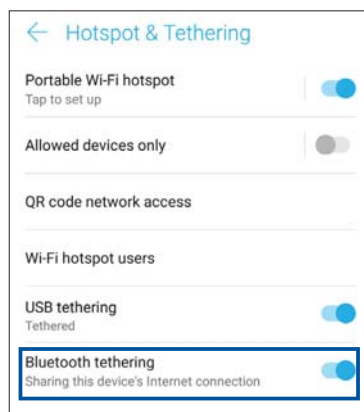 Hotspot & Tethering
Portable Wi-Fi hotspot
Tap to set up
Allowed devices only
QR code network access
Wi-Fi hotspot users
USB tethering
Tethered
Bluetooth tethering
Sharing this device's Internet connection